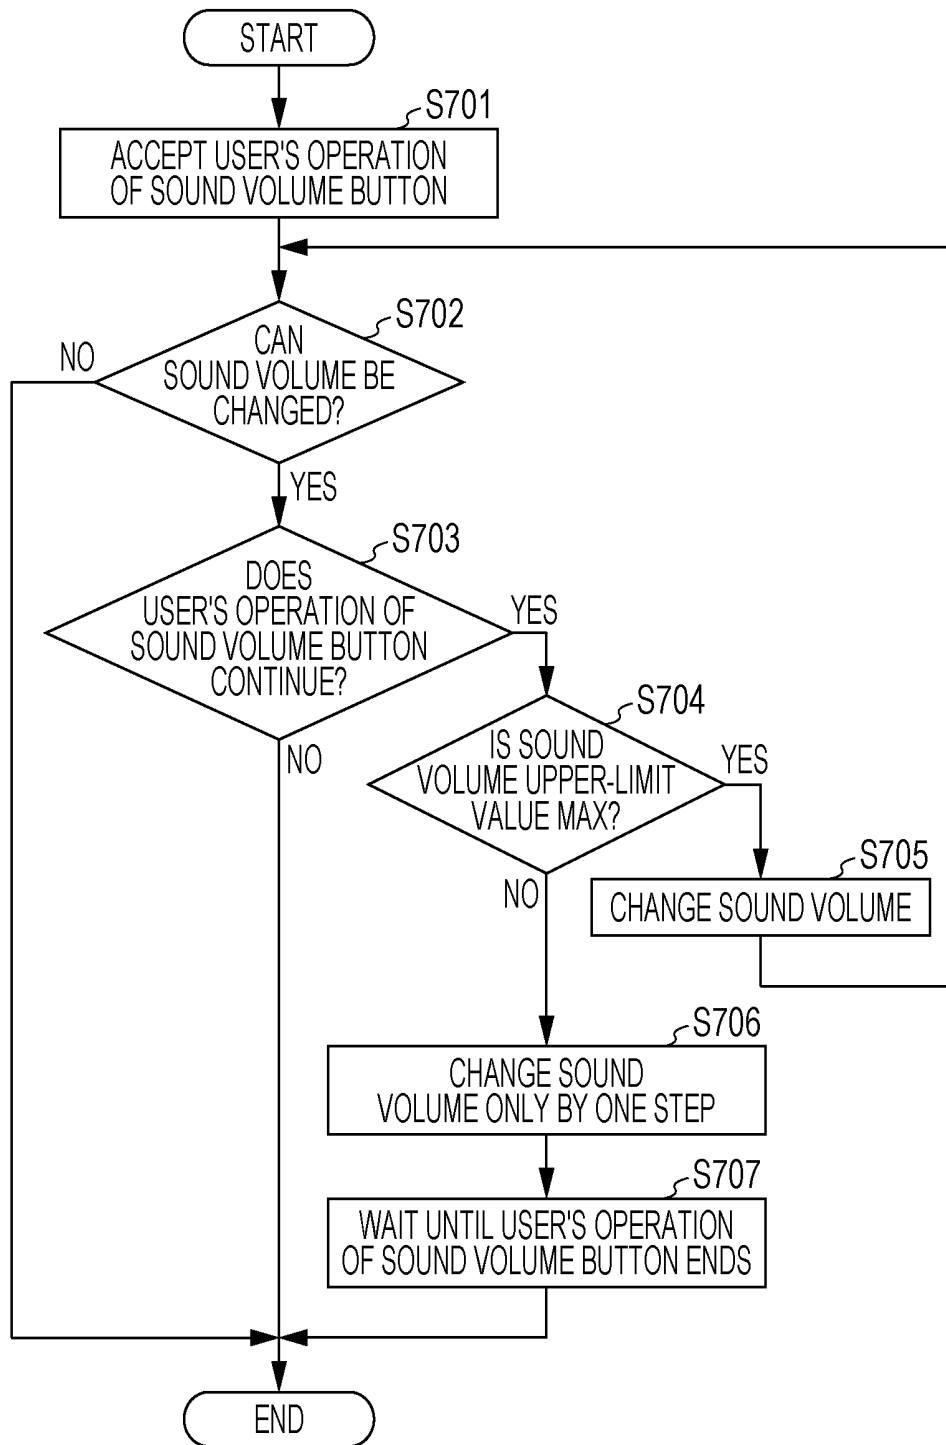 START
S701
ACCEPT USER'S OPERATION
OF SOUND VOLUME BUTTON
S702
NO
CAN
SOUND VOLUME BE
CHANGED?
YES
S703
DOES
USER'S OPERATION OF
SOUND VOLUME BUTTON
CONTINUE?
YES
NO
S704
IS SOUND
VOLUME UPPER-LIMIT
VALUE MAX?
YES
NO
S705
CHANGE SOUND VOLUME
S706
CHANGE SOUND
VOLUME ONLY BY ONE STEP
S707
WAIT UNTIL USER'S OPERATION
OF SOUND VOLUME BUTTON ENDS
END